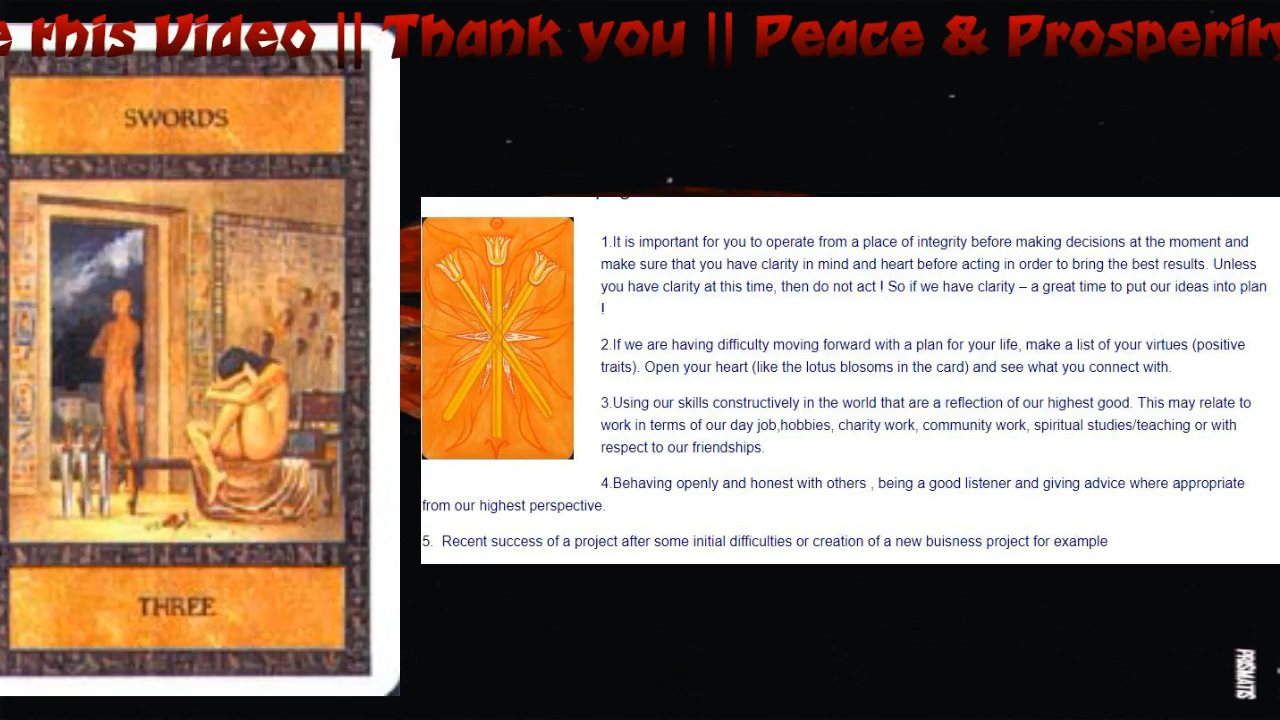 this Video || Thank you || Peace & Prosperity
SWORDS
1.It is important for you to operate from a place of integrity before making decisions at the moment and
make sure that you have clarity in mind and heart before acting in order to bring the best results. Unless
you have clarity at this time, then do not act ! So if we have clarity – a great time to put our ideas into plan
!
2.If we are having difficulty moving forward with a plan for your life, make a list of your virtues (positive
traits). Open your heart (like the lotus blosoms in the card) and see what you connect with.
3.Using our skills constructively in the world that are a reflection of our highest good. This may relate to
work in terms of our day job,hobbies, charity work, community work, spiritual studies/teaching or with
respect to our friendships.
4.Behaving openly and honest with others , being a good listener and giving advice where appropriate
from our highest perspective.
5. Recent success of a project after some initial difficulties or creation of a new buisness project for example
THREE
PRISMATIS